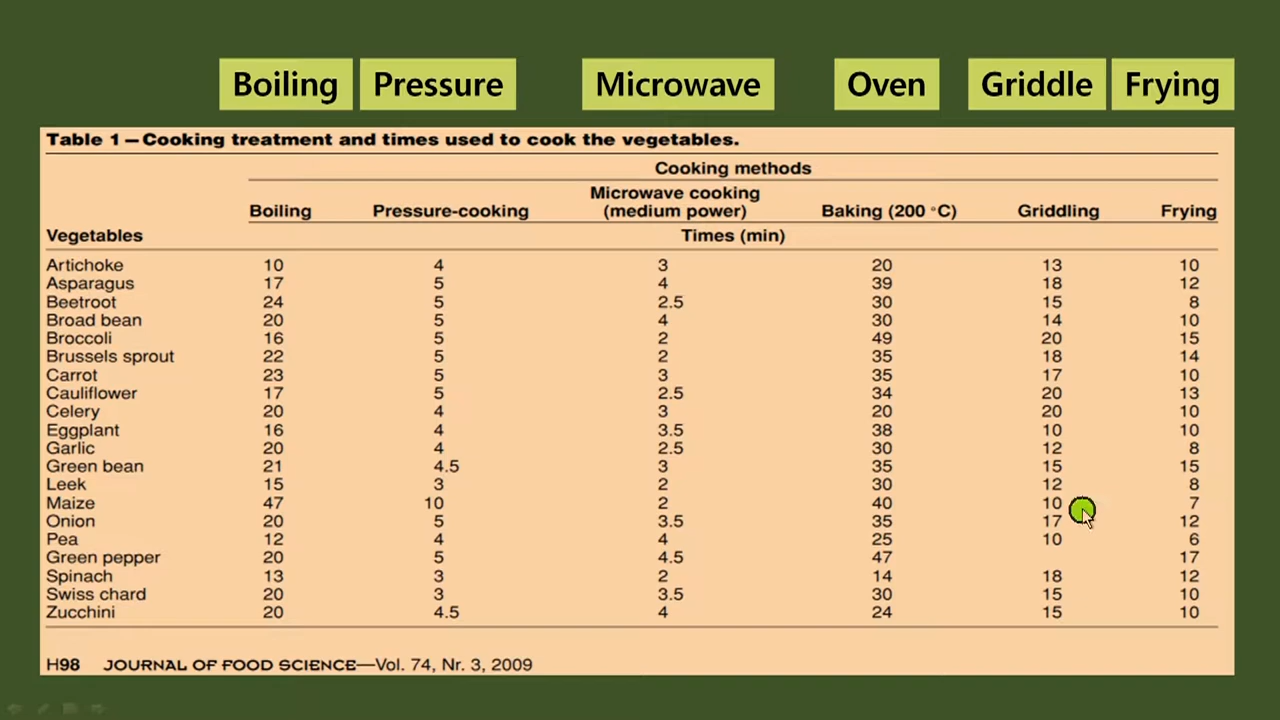 Boiling Pressure Microwave Oven Griddle Frying
Table 1—Cooking treatment and times used to cook the vegetables.
Cooking methods
Microwave cooking
Boiling Pressure-cooking (medium power) Baking (200 °C) Griddling Frying
Vegetables Times (min)
Artichoke 10 4 3 20 13 10
Asparagus 17 5 4 39 18 12
Beetroot 24 5 2.5 30 15 8
Broad bean 20 5 4 30 14 10
Broccoli 16 5 2 49 20 15
Brussels sprout 22 5 2 35 18 14
Carrot 23 5 3 35 17 10
Cauliflower 17 5 2.5 34 20 13
Celery 20 4 3 20 20 10
Eggplant 16 4 3.5 38 10 10
Garlic 20 4 2.5 30 12 8
Green bean 21 4.5 3 35 15 15
Leek 15 3 2 30 12 8
Maize 47 10 2 40 10 7
Onion 20 5 3.5 35 17 12
Pea 12 4 4 25 10 6
Green pepper 20 5 4.5 47 17
Spinach 13 3 2 14 18 12
Swiss chard 20 3 3.5 30 15 10
Zucchini 20 4.5 4 24 15 10
H98 JOURNAL OF FOOD SCIENCE—Vol. 74, Nr. 3, 2009